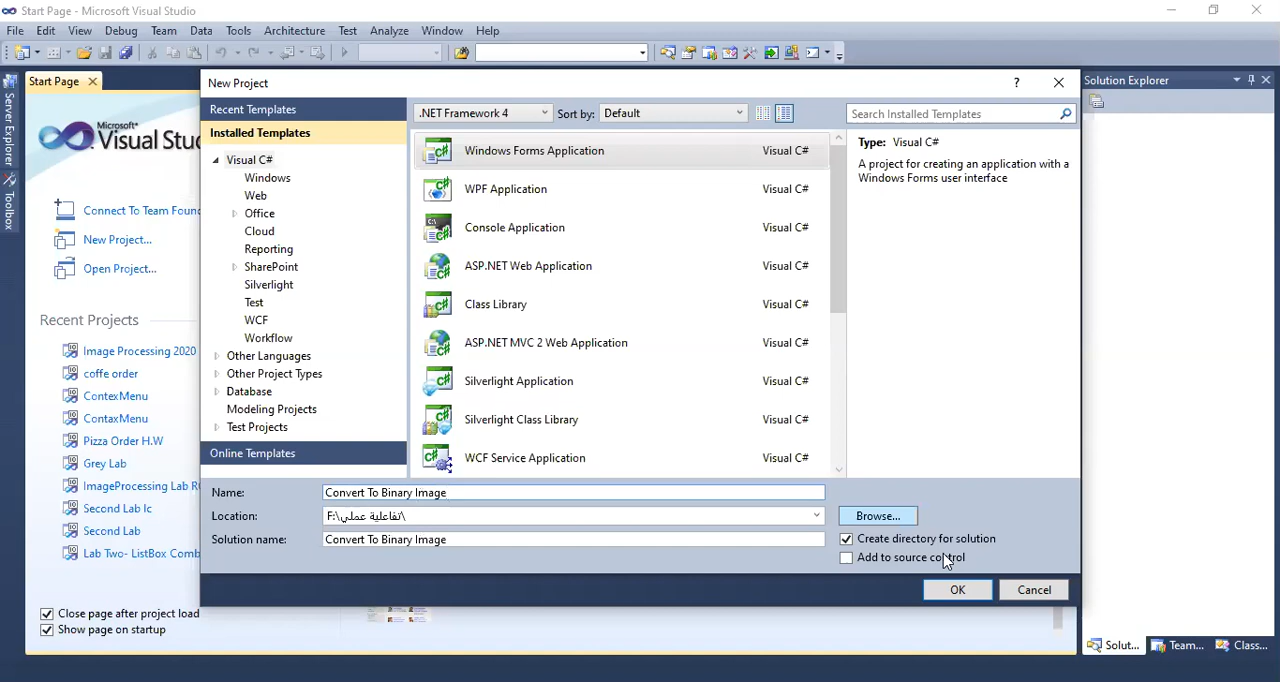 Start Page - Microsoft Visual Studio
File Edit View Debug Team Data Tools Architecture Test Analyze Window Help
Start Page
Server Explorer
Toolbox
Microsoft®
Visual Stu
Connect To Team Foun
New Project...
Open Project...
Recent Projects
Image Processing 2020
coffe order
ContexMenu
ContaxMenu
Pizza Order H.W
Grey Lab
ImageProcessing Lab R
Second Lab lc
Second Lab
Lab Two- ListBox Comb
Close page after project load
Show page on startup
New Project
?
Recent Templates
Installed Templates
Visual C#
Windows
Web
Office
Cloud
Reporting
SharePoint
Silverlight
Test
WCF
Workflow
Other Languages
Other Project Types
Database
Modeling Projects
Test Projects
Online Templates
.NET Framework 4 Sort by: Default
Windows Forms Application Visual C#
WPF Application Visual C#
Console Application Visual C#
ASP.NET Web Application Visual C#
Class Library Visual C#
ASP.NET MVC 2 Web Application Visual C#
Silverlight Application Visual C#
Silverlight Class Library Visual C#
WCF Service Application Visual C#
Search Installed Templates
Type: Visual C#
A project for creating an application with a
Windows Forms user interface
Name: Convert To Binary Image
Location: F:\تفاعلية عملي\ Browse...
Solution name: Convert To Binary Image
Create directory for solution
Add to source control
OK Cancel
Solution Explorer
Solut... Team... Class...